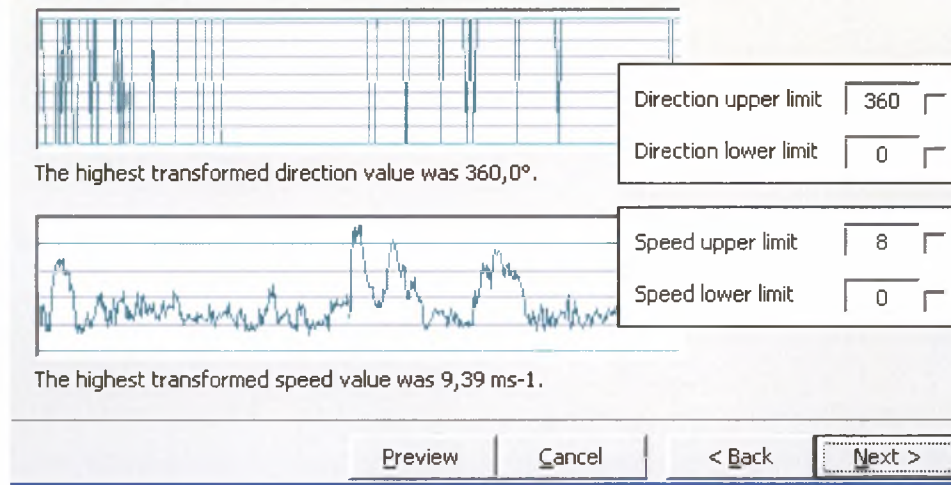 Direction upper limit 360
Direction lower limit 0
The highest transformed direction value was 360,0°.
Speed upper limit 8
Speed lower limit 0
The highest transformed speed value was 9,39 ms-1.
Preview Cancel < Back Next >